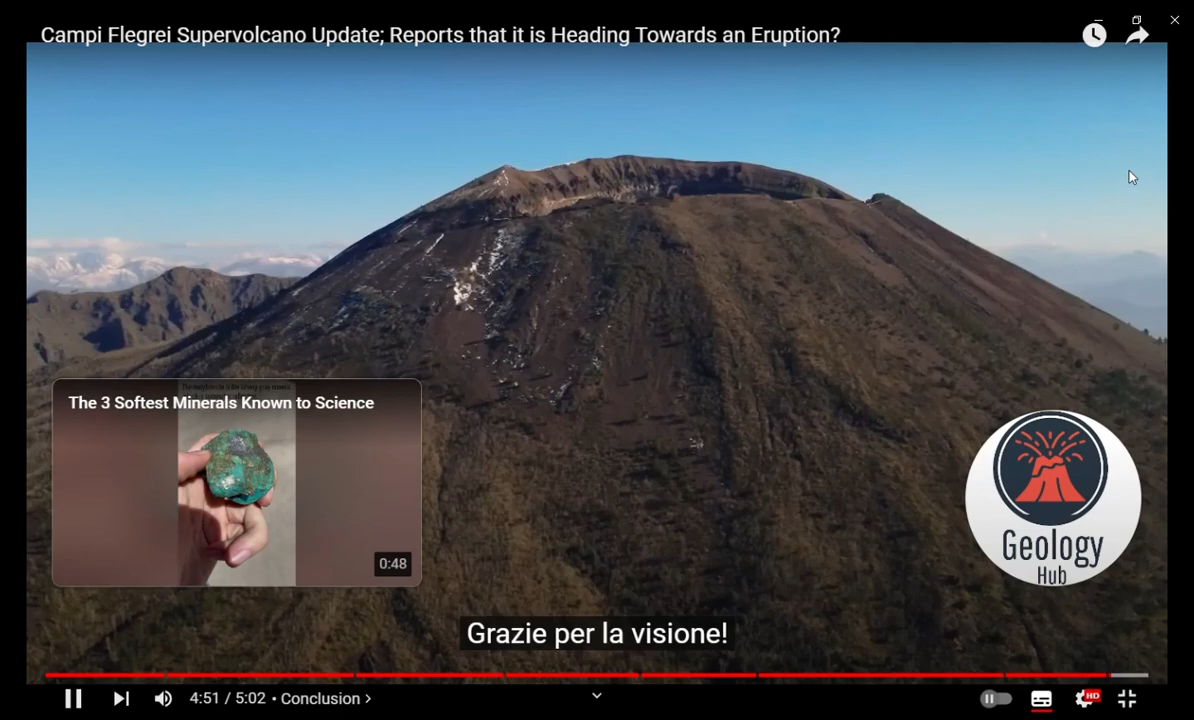 Campi Flegrei Supervolcano Update; Reports that it is Heading Towards an Eruption?
The 3 Softest Minerals Known to Science
0:48
Geology
Hub
Grazie per la visione!
4:51 / 5:02 • Conclusion >
HD